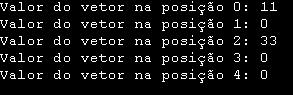 Valor do vetor na posição 0: 11
Valor do vetor na posição 1: 0
Valor do vetor na posição 2: 33
Valor do vetor na posição 3: 0
Valor do vetor na posição 4: 0